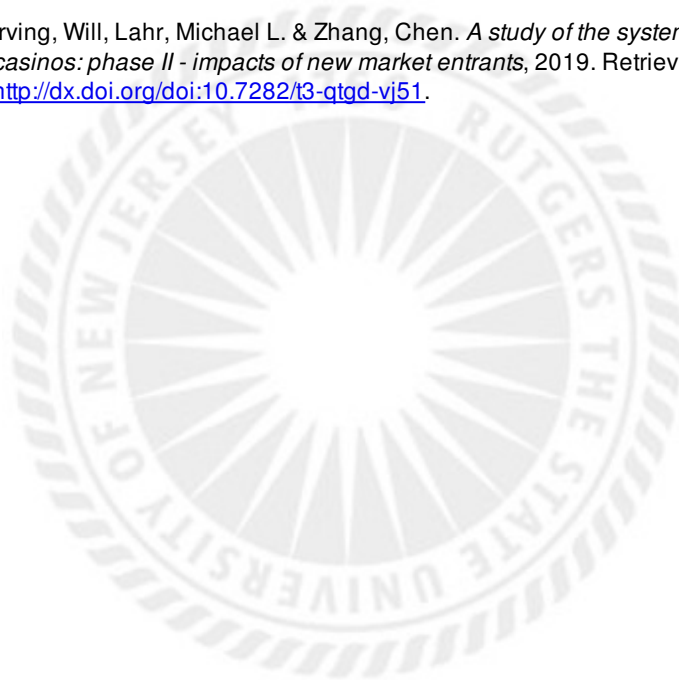 rving, Will, Lahr, Michael L. & Zhang, Chen. A study of the system
casinos: phase II - impacts of new market entrants, 2019. Retriev
http://dx.doi.org/doi:10.7282/t3-qtgd-vj51.
RUTGERS THE STATE UNIVERSITY OF NEW JERSEY